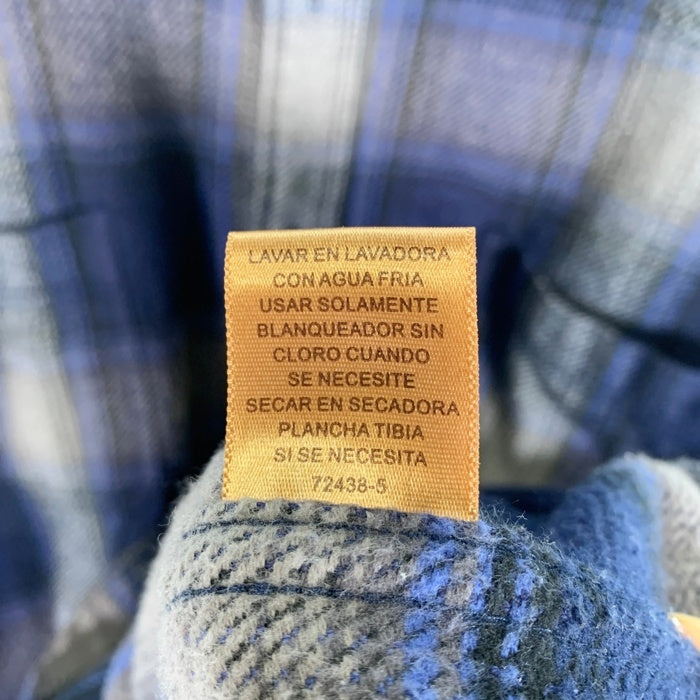 LAVAR EN LAVADORA
CON AGUA FRIA
USAR SOLAMENTE
BLANQUEADOR SIN
CLORO CUANDO
SE NECESITE
SECAR EN SECADORA
PLANCHA TIBIA
SI SE NECESITA
72438-5